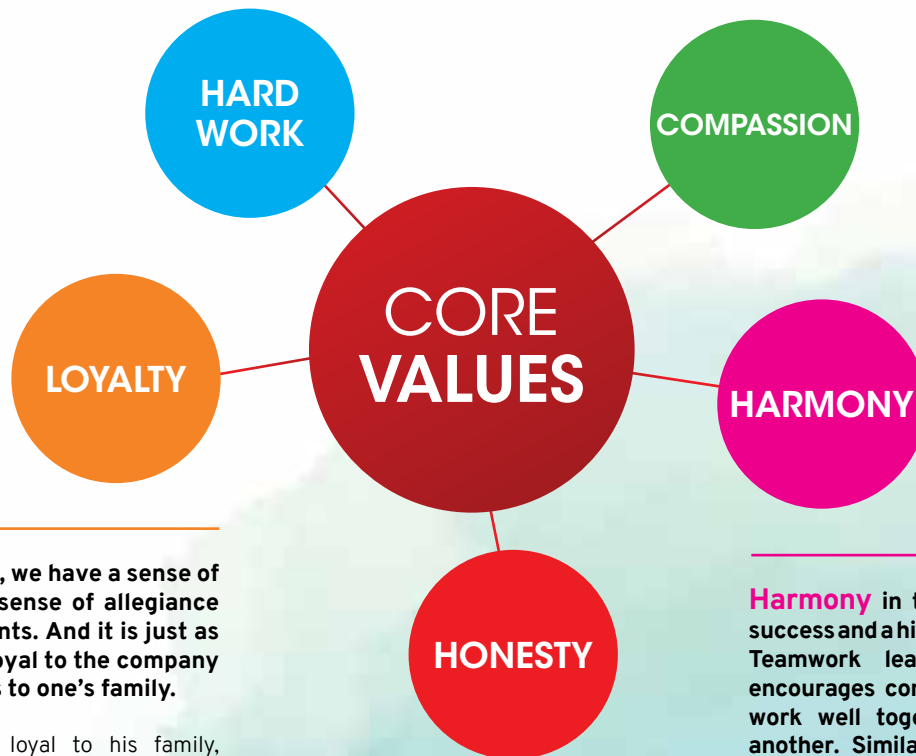 HARD
WORK
COMPASSION
CORE
VALUES
LOYALTY
HARMONY
HONESTY
, we have a sense of
sense of allegiance
nts. And it is just as
oyal to the company
s to one's family.
loyal to his family,
Harmony in t
success and a hi
Teamwork lea
encourages con
work well toge
another. Simila